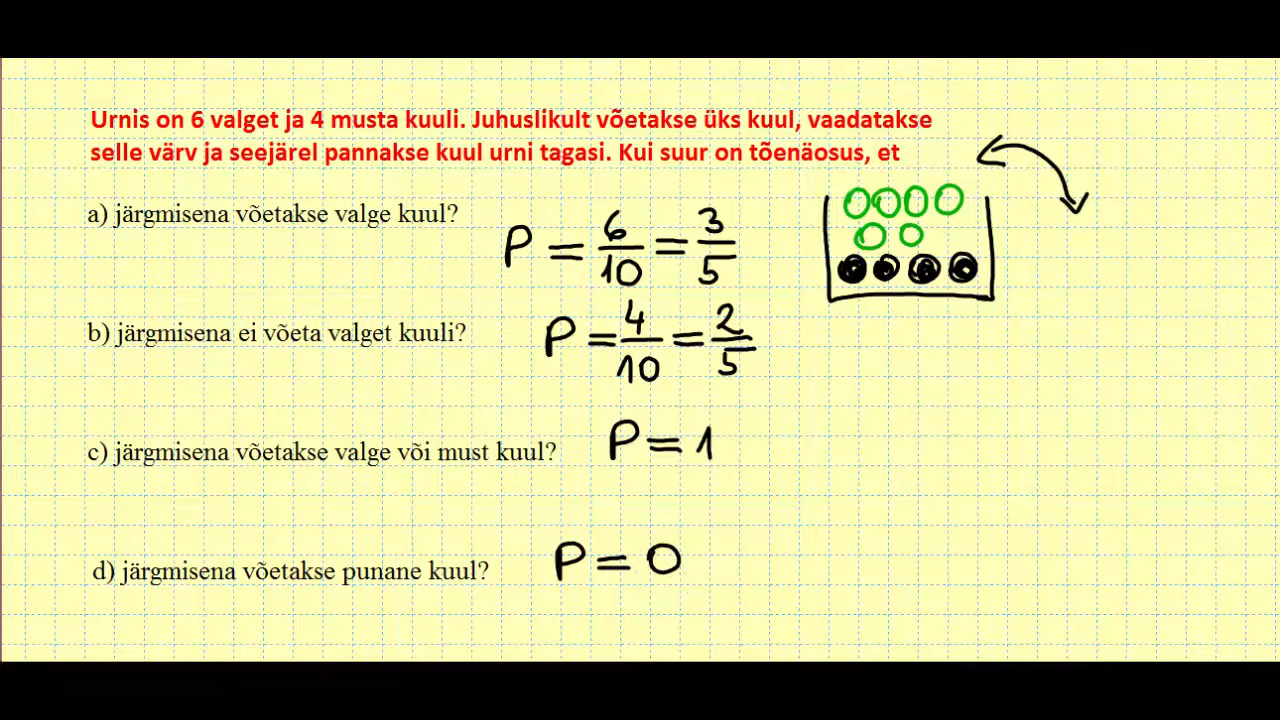 Urnis on 6 valget ja 4 musta kuuli. Juhuslikult võetakse üks kuul, vaadatakse
selle värv ja seejärel pannakse kuul urni tagasi. Kui suur on tõenäosus, et
a) järgmisena võetakse valge kuul?
P = 6/10 = 3/5
b) järgmisena ei võeta valget kuuli?
P = 4/10 = 2/5
c) järgmisena võetakse valge või must kuul?
P = 1
d) järgmisena võetakse punane kuul?
P = 0